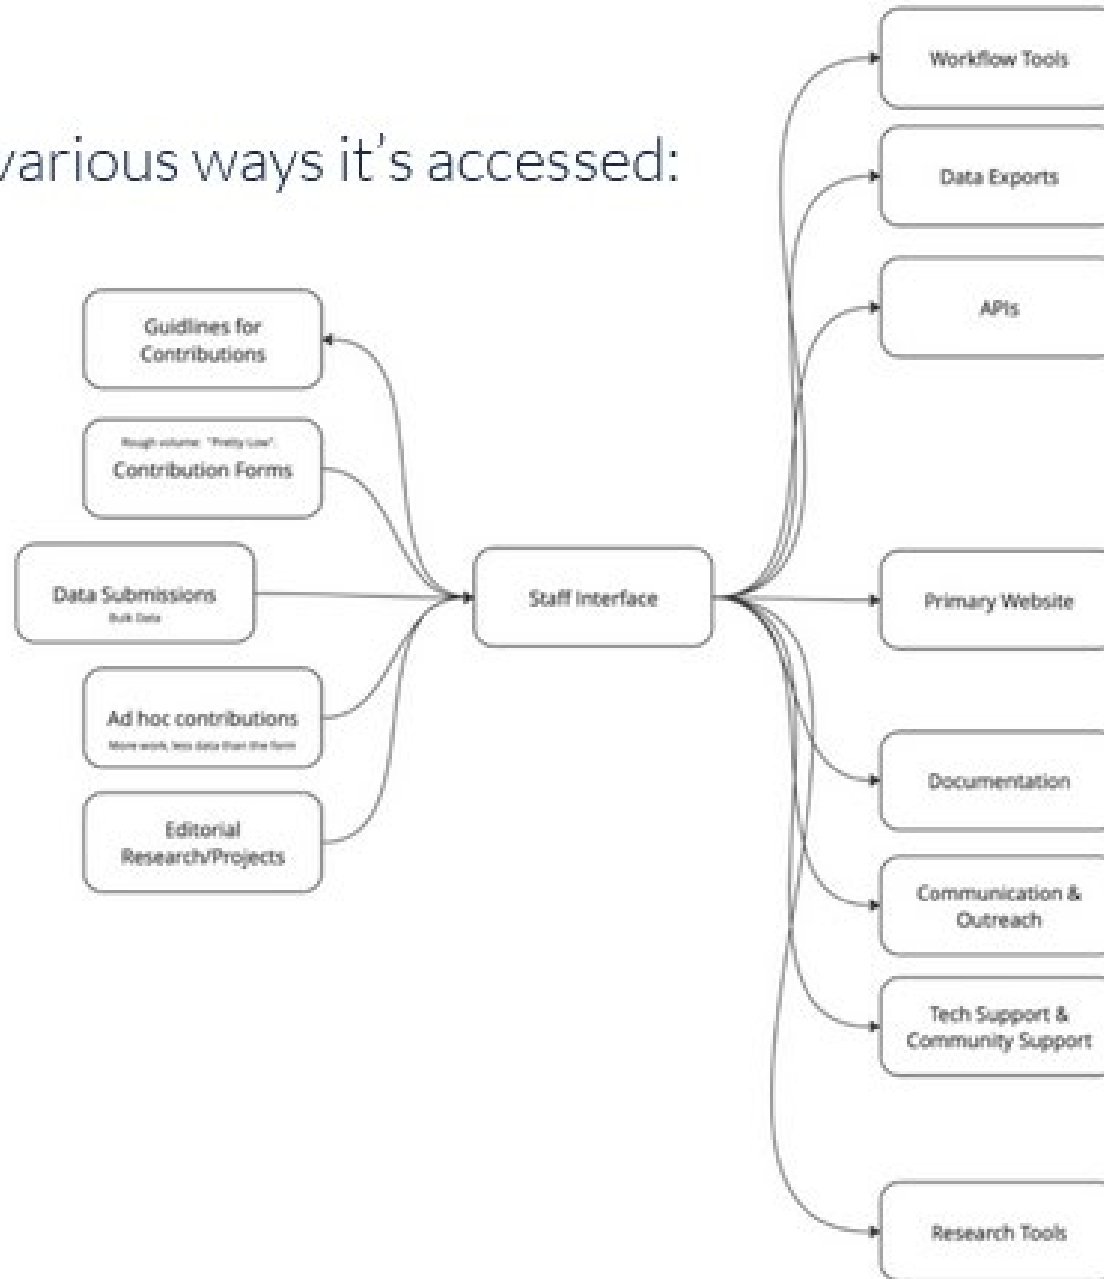 various ways it’s accessed:
Guidlines for
Contributions
Rough volume: "Pretty Low".
Contribution Forms
Data Submissions
Bulk Data
Ad hoc contributions
More work, less data than the form
Editorial
Research/Projects
Staff Interface
Workflow Tools
Data Exports
APIs
Primary Website
Documentation
Communication &
Outreach
Tech Support &
Community Support
Research Tools